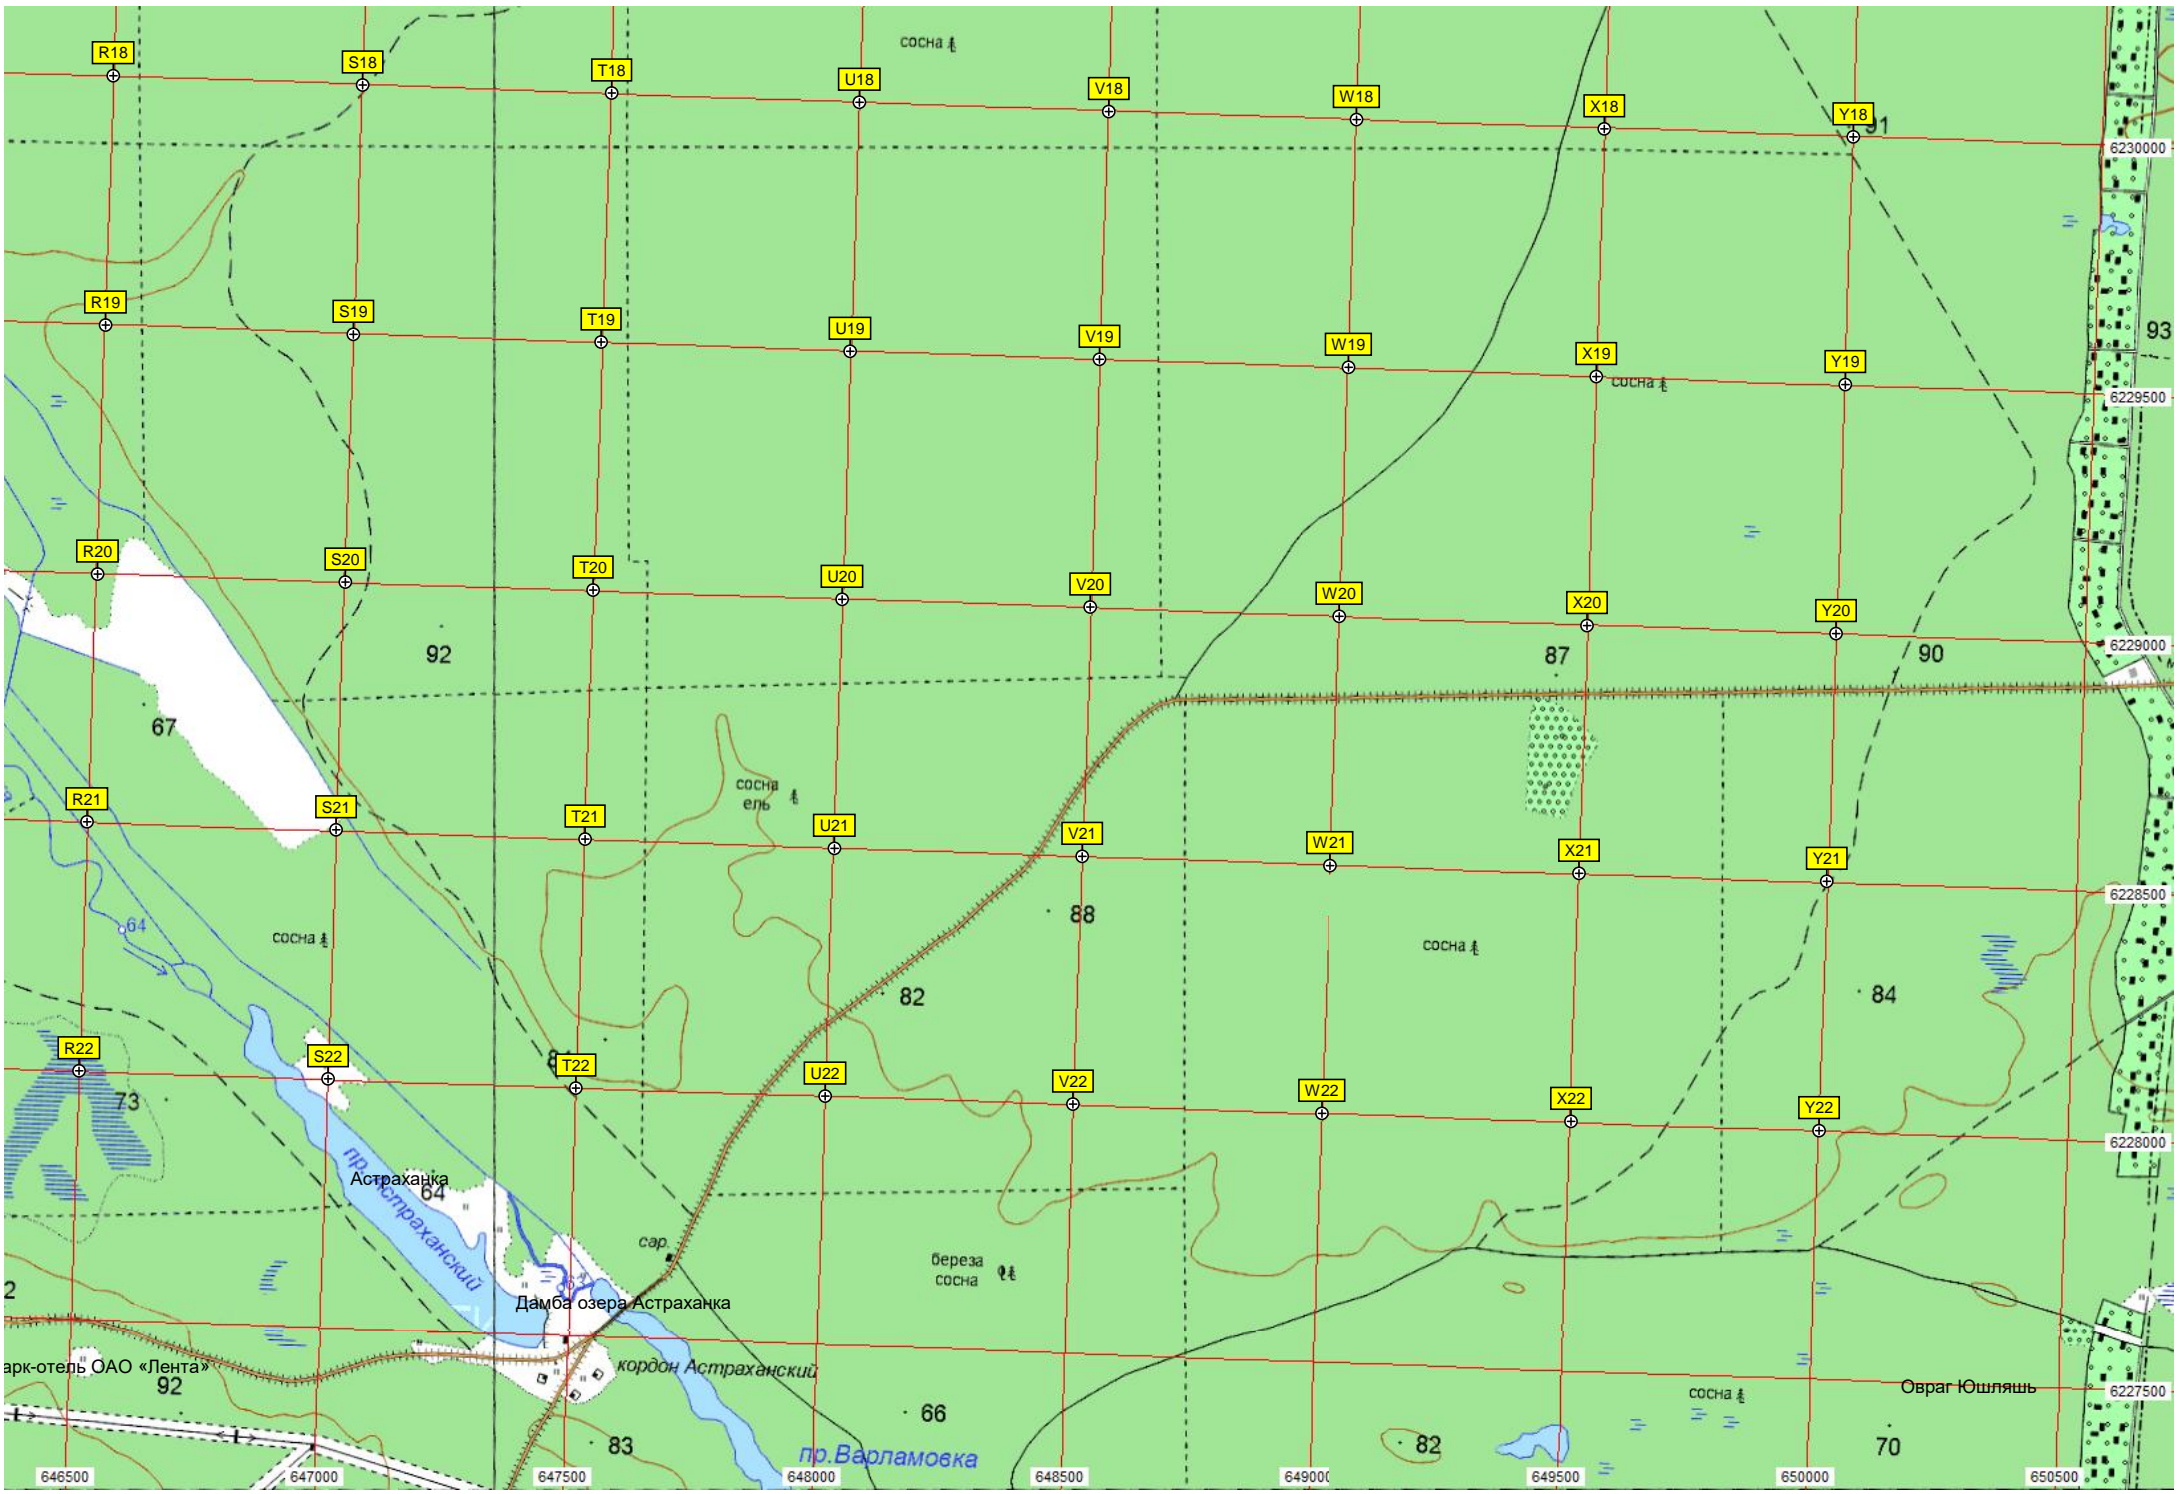 сосна
R18
S18
T18
U18
V18
W18
X18
Y18
91
6230000
R19
S19
T19
U19
V19
W19
X19
Y19
93
сосна
6229500
R20
S20
T20
U20
V20
W20
X20
Y20
92
87
90
6229000
67
сосна
ель
R21
S21
T21
U21
V21
W21
X21
Y21
6228500
64
88
сосна
сосна
82
84
R22
S22
T22
U22
V22
W22
X22
Y22
73
6228000
пр.Астраханский
Астраханка
64
сар.
береза
сосна
Дамба озера Астраханка
кордон Астраханский
арк-отель ОАО «Лента»
92
Овраг Юшляшь
сосна
6227500
66
83
82
70
пр.Варламовка
646500
647000
647500
648000
648500
649000
649500
650000
650500